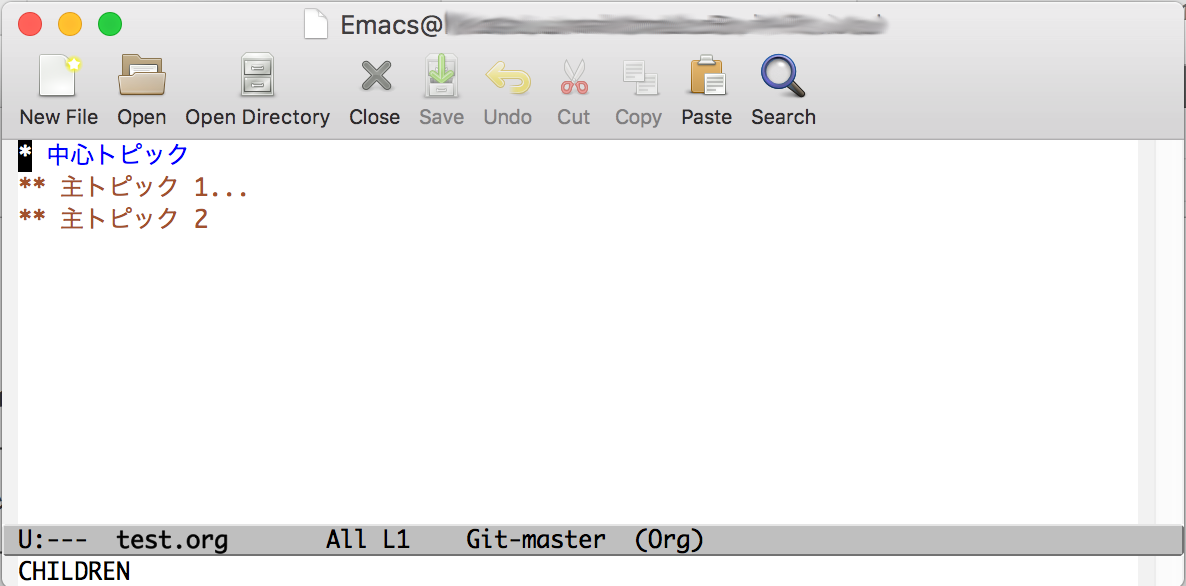 Emacs@
New File Open Open Directory Close Save Undo Cut Copy Paste Search
* 中心トピック
** 主トピック 1...
** 主トピック 2
U:--- test.org All L1 Git-master (Org)
CHILDREN